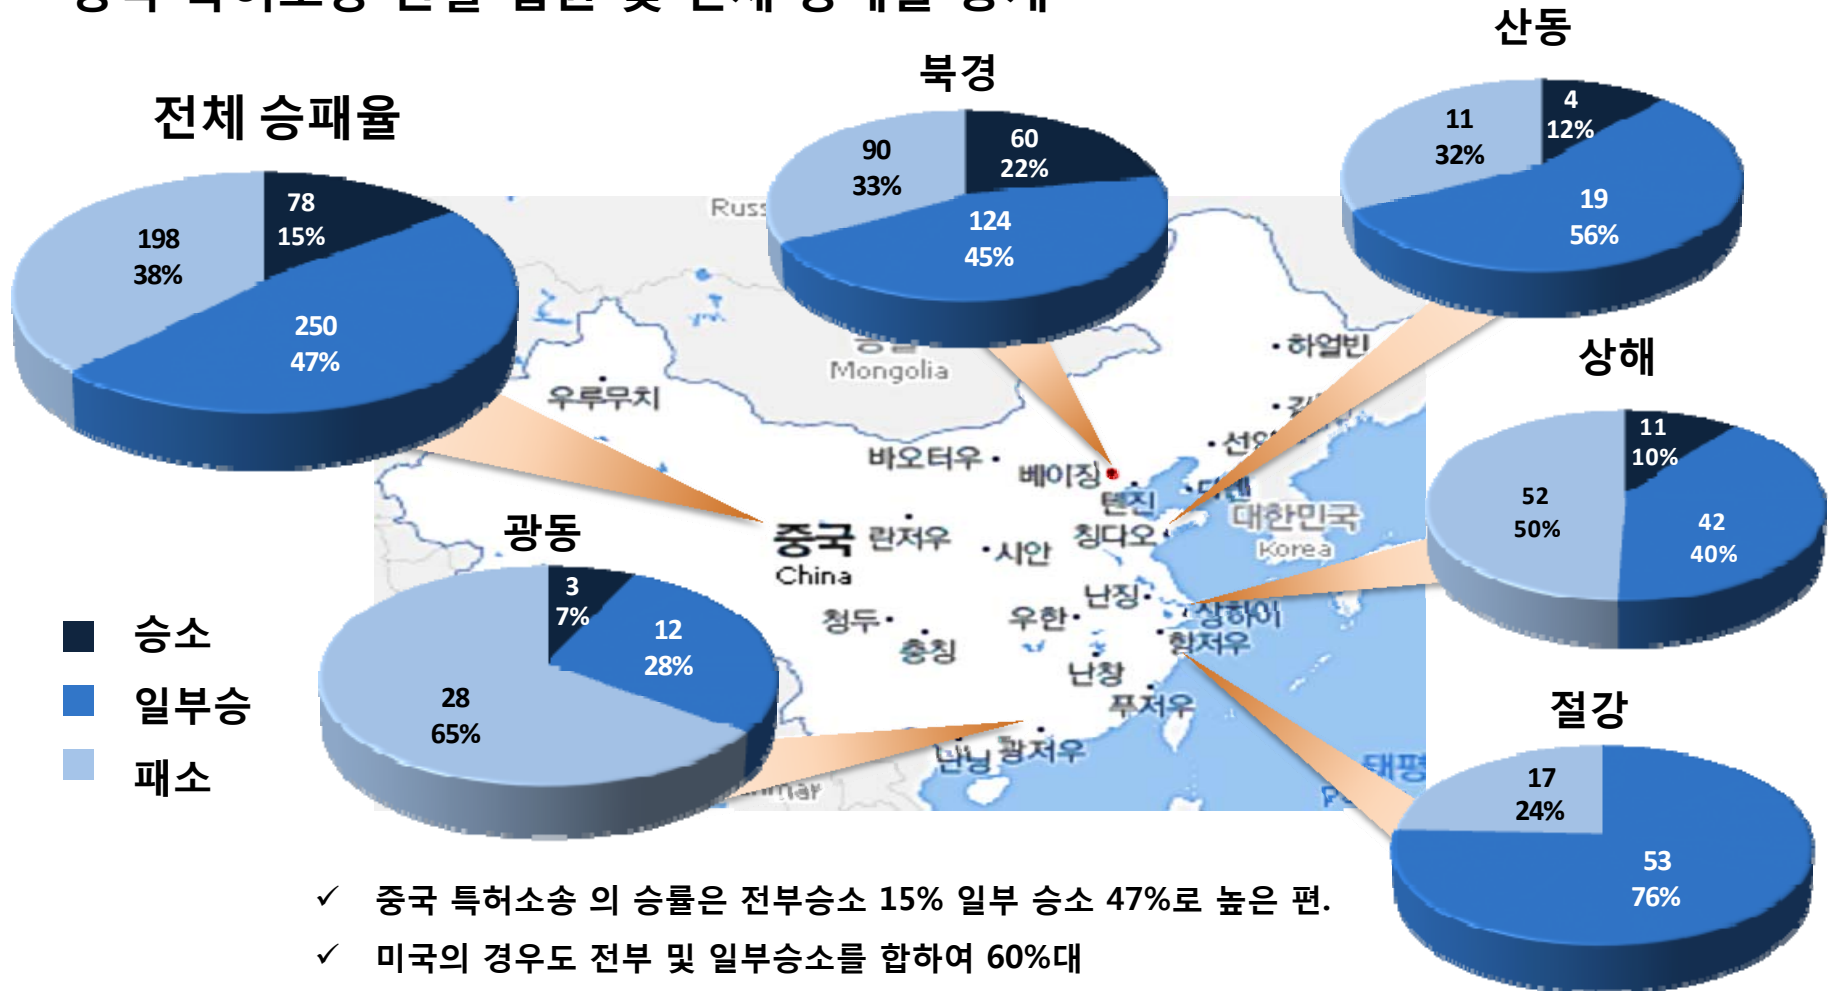 전체 승패율
78
15%
198
38%
250
47%
북경
60
22%
90
33%
124
45%
산동
4
12%
11
32%
19
56%
상해
11
10%
52
50%
42
40%
광동
3
7%
12
28%
28
65%
절강
17
24%
53
76%
승소
일부승
패소
Mongolia
하얼빈
우루무치
바오터우
베이징
텐진
중국
China
란저우
시안
칭다오
대한민국
Korea
난징
상하이
항저우
청두
충칭
우한
난창
푸저우
난닝
광저우
태평
✓ 중국 특허소송 의 승률은 전부승소 15% 일부 승소 47%로 높은 편.
✓ 미국의 경우도 전부 및 일부승소를 합하여 60%대